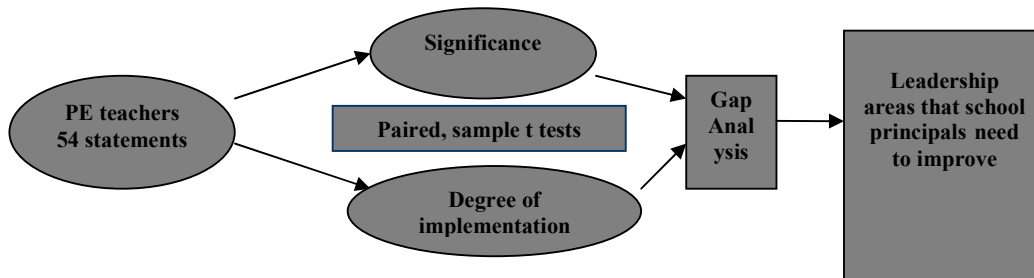 Significance
PE teachers
54 statements
Paired, sample t tests
Degree of
implementation
Gap
Anal
ysis
Leadership
areas that school
principals need
to improve